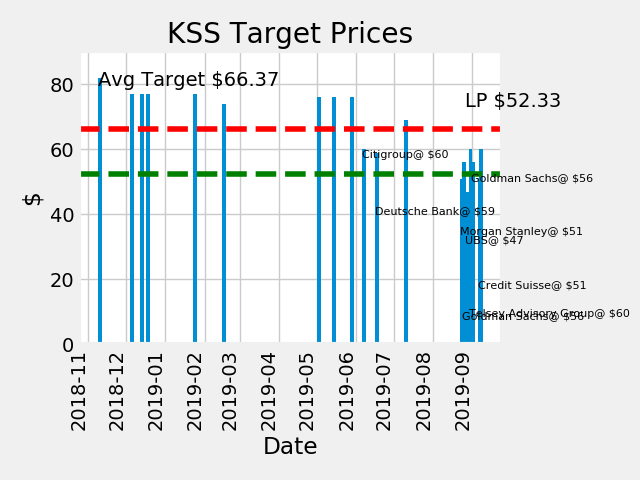 KSS Target Prices
Avg Target $66.37
LP $52.33
80
60
40
20
0
$
Citigroup@ $60
Goldman Sachs@ $56
Deutsche Bank@ $59
Morgan Stanley@ $51
UBS@ $47
Credit Suisse@ $51
Telsey Advisory Group@ $60
Goldman Sachs@ $56
2018-11
2018-12
2019-01
2019-02
2019-03
2019-04
2019-05
2019-06
2019-07
2019-08
2019-09
Date